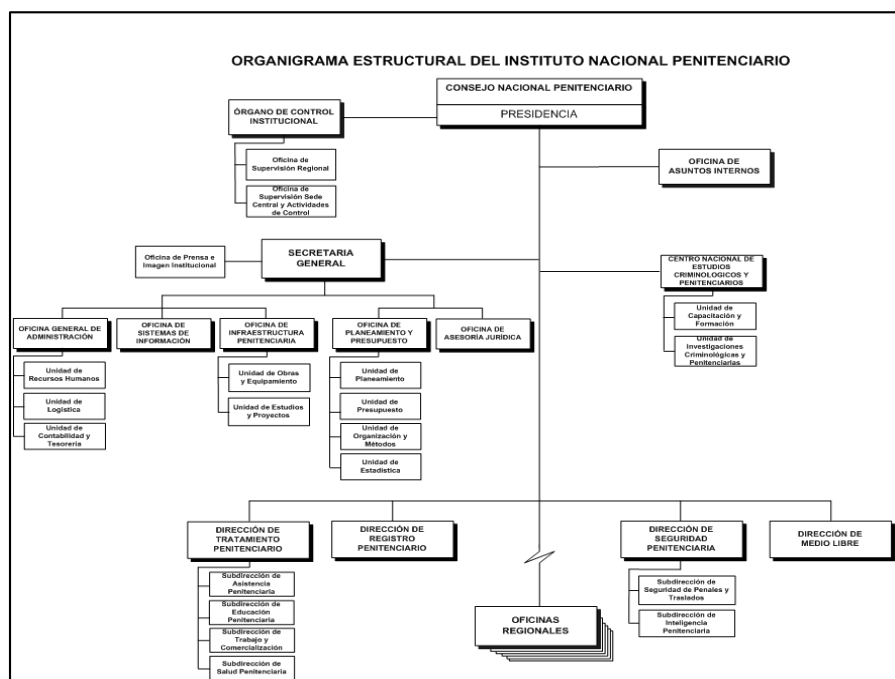 ORGANIGRAMA ESTRUCTURAL DEL INSTITUTO NACIONAL PENITENCIARIO
CONSEJO NACIONAL PENITENCIARIO
PRESIDENCIA
ÓRGANO DE CONTROL
INSTITUCIONAL
Oficina de
Supervisión Regional
Oficina de
Supervisión Sede
Central y Actividades
de Control
OFICINA DE
ASUNTOS INTERNOS
Oficina de Prensa e
Imagen Institucional
SECRETARIA
GENERAL
CENTRO NACIONAL DE
ESTUDIOS
CRIMINOLOGICOS Y
PENITENCIARIOS
Unidad de
Capacitación y
Formación
Unidad de
Investigaciones
Criminológicas y
Penitenciarias
OFICINA GENERAL DE
ADMINISTRACIÓN
Unidad de
Recursos Humanos
Unidad de
Logística
Unidad de
Contabilidad y
Tesorería
OFICINA DE
SISTEMAS DE
INFORMACIÓN
OFICINA DE
INFRAESTRUCTURA
PENITENCIARIA
Unidad de Obras
y Equipamiento
Unidad de Estudios
y Proyectos
OFICINA DE
PLANEAMIENTO Y
PRESUPUESTO
Unidad de
Planeamiento
Unidad de
Presupuesto
Unidad de
Organización y
Métodos
Unidad de
Estadística
OFICINA DE
ASESORÍA JURÍDICA
DIRECCIÓN DE
TRATAMIENTO
PENITENCIARIO
Subdirección de
Asistencia
Penitenciaria
Subdirección de
Educación
Penitenciaria
Subdirección de
Trabajo y
Comercialización
Subdirección de
Salud Penitenciaria
DIRECCIÓN DE
REGISTRO
PENITENCIARIO
DIRECCIÓN DE
SEGURIDAD
PENITENCIARIA
Subdirección de
Seguridad de Penales y
Traslados
Subdirección de
Inteligencia
Penitenciaria
DIRECCIÓN DE
MEDIO LIBRE
OFICINAS
REGIONALES